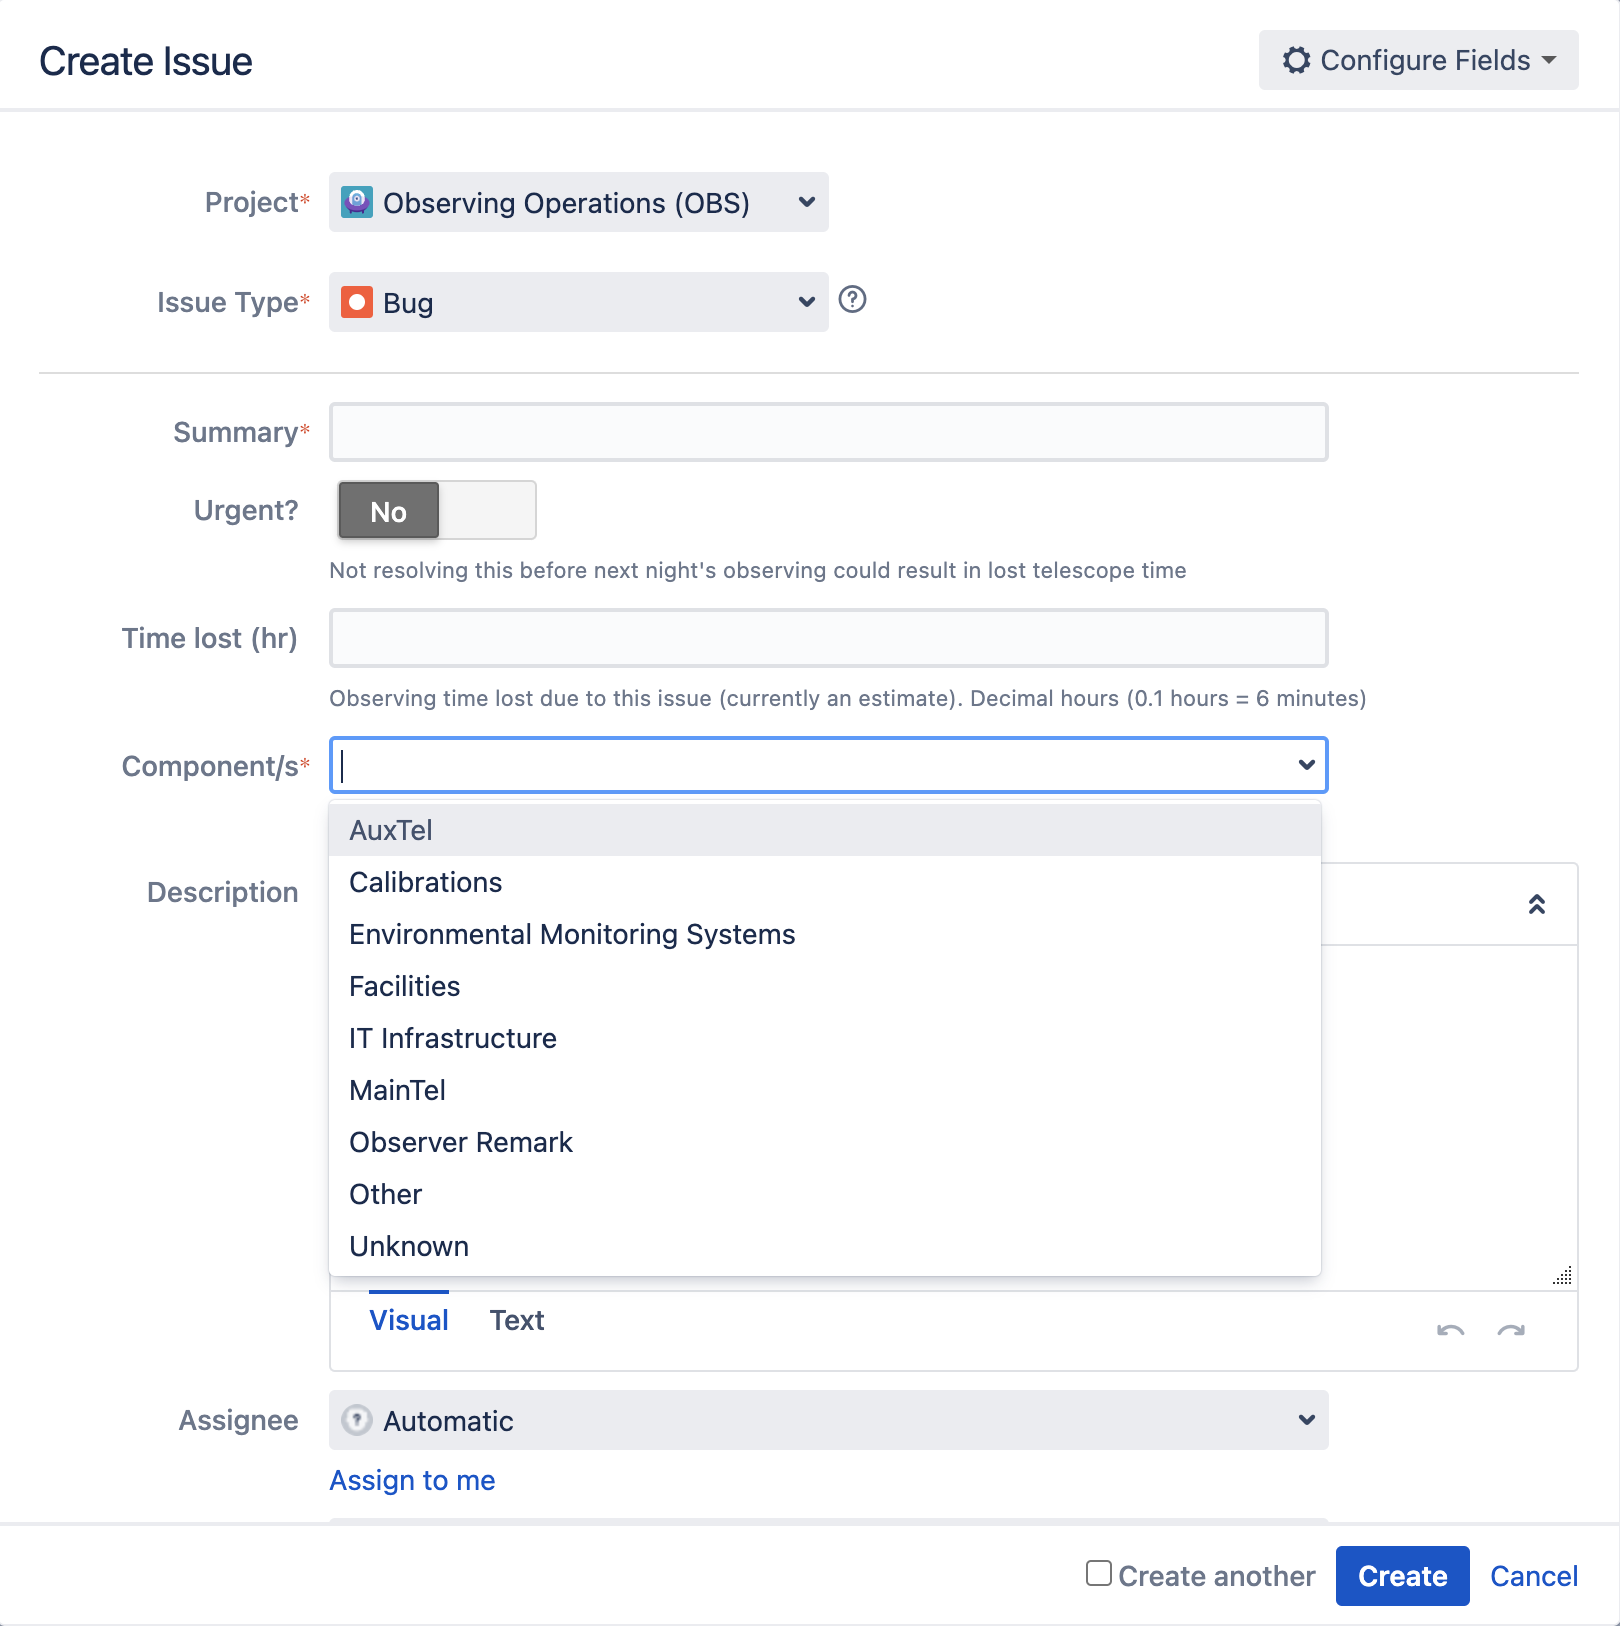 Create Issue
Configure Fields
Project*
Observing Operations (OBS)
Issue Type*
Bug
Summary*
Urgent?
No
Not resolving this before next night's observing could result in lost telescope time
Time lost (hr)
Observing time lost due to this issue (currently an estimate). Decimal hours (0.1 hours = 6 minutes)
Component/s*
AuxTel
Calibrations
Description
Environmental Monitoring Systems
Facilities
IT Infrastructure
MainTel
Observer Remark
Other
Unknown
Visual
Text
Assignee
Automatic
Assign to me
Create another
Create
Cancel